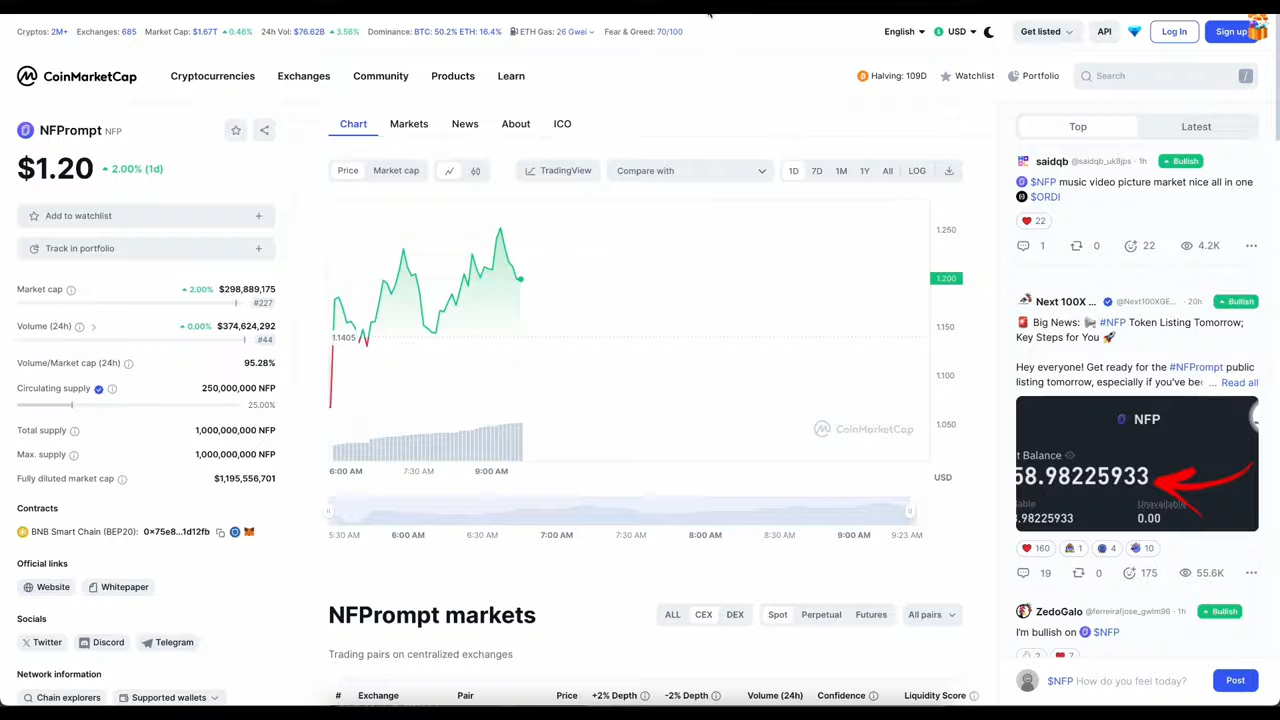 Cryptos: 2M+ Exchanges: 685 Market Cap: $1.67T 0.46% 24h Vol: $76.62B 3.56% Dominance: BTC: 50.2% ETH: 16.4% ETH Gas: 26 Gwei Fear & Greed: 70/100 English USD Get listed API Log In Sign up
CoinMarketCap Cryptocurrencies Exchanges Community Products Learn Halving: 109D Watchlist Portfolio Search /
NFPrompt NFP
$1.20 2.00% (1d)
Add to watchlist +
Track in portfolio +
Market cap 2.00% $298,889,175
#227
Volume (24h) 0.00% $374,624,292
#44
Volume/Market cap (24h) 95.28%
Circulating supply 250,000,000 NFP
25.00%
Total supply 1,000,000,000 NFP
Max. supply 1,000,000,000 NFP
Fully diluted market cap $1,195,556,701
Contracts
BNB Smart Chain (BEP20): 0x75e8...1d12fb
Official links
Website Whitepaper
Socials
Twitter Discord Telegram
Network information
Chain explorers Supported wallets
Chart Markets News About ICO
Price Market cap TradingView Compare with 1D 7D 1M 1Y All LOG
1.250
1.200
1.150
1.1405
1.100
1.050
CoinMarketCap
6:00 AM 7:30 AM 9:00 AM
USD
5:30 AM 6:00 AM 6:30 AM 7:00 AM 7:30 AM 8:00 AM 8:30 AM 9:00 AM 9:23 AM
NFPrompt markets ALL CEX DEX Spot Perpetual Futures All pairs
Trading pairs on centralized exchanges
# Exchange Pair Price +2% Depth -2% Depth Volume (24h) Confidence Liquidity Score
Top Latest
saidqb @saidqb_uk8jps · 1h Bullish
$NFP music video picture market nice all in one
$ORDI
22
1 0 22 4.2K
Next 100X ... @Next100XGE... · 20h Bullish
Big News: #NFP Token Listing Tomorrow;
Key Steps for You
Hey everyone! Get ready for the #NFPrompt public
listing tomorrow, especially if you've be ... Read all
NFP
t Balance
58.98225933
Unavailable
.98225933 0.00
160 1 4 10
19 0 175 55.6K
ZedoGalo @ferreirafjose_gwlm96 · 1h Bullish
I'm bullish on $NFP
2 7
$NFP How do you feel today? Post